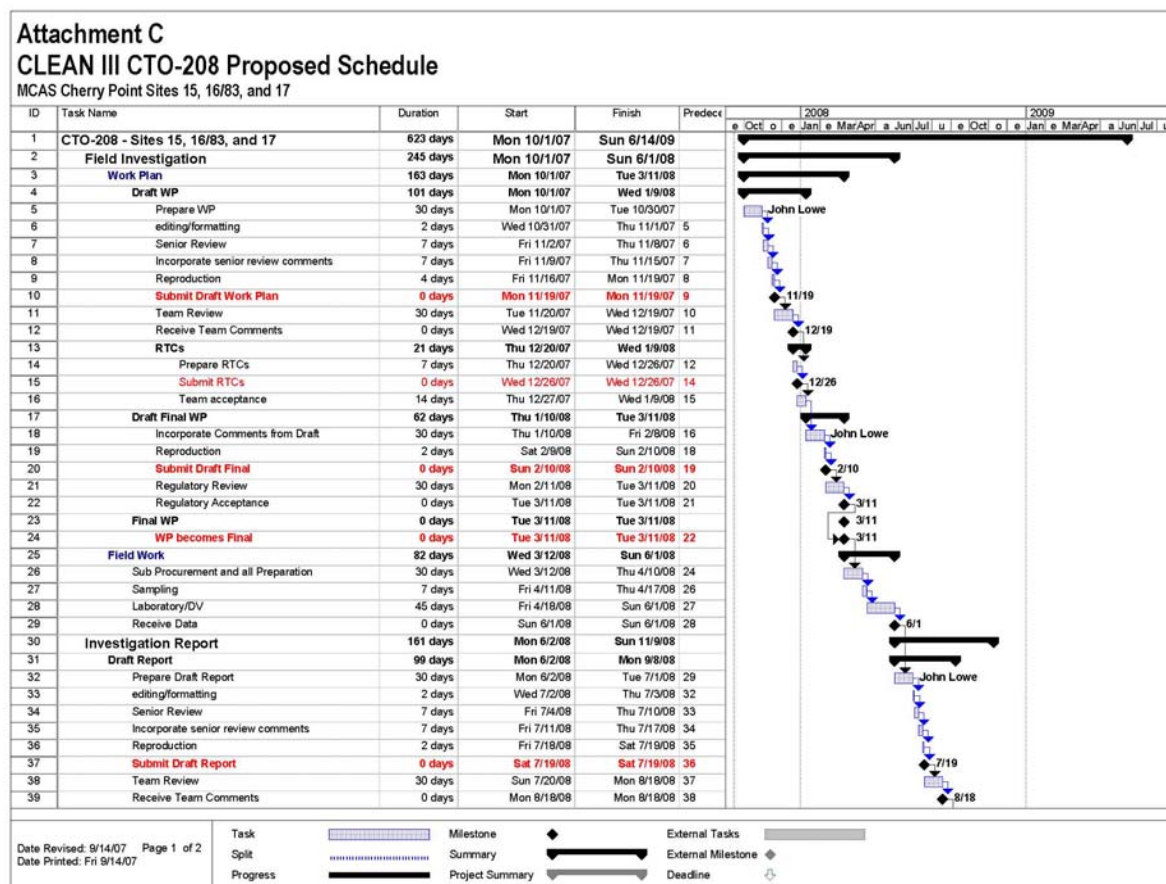 Attachment C
CLEAN III CTO-208 Proposed Schedule
MCAS Cherry Point Sites 15, 16/83, and 17
ID Task Name Duration Start Finish Predece 2008 2009
e Oct o e Jan e Mar Apr a Jun Jul u e Oct o e Jan e Mar Apr a Jun Jul u
1 CTO-208 - Sites 15, 16/83, and 17 623 days Mon 10/1/07 Sun 6/14/09
2 Field Investigation 245 days Mon 10/1/07 Sun 6/1/08
3 Work Plan 163 days Mon 10/1/07 Tue 3/11/08
4 Draft WP 101 days Mon 10/1/07 Wed 1/9/08
5 Prepare WP 30 days Mon 10/1/07 Tue 10/30/07 John Lowe
6 editing/formatting 2 days Wed 10/31/07 Thu 11/1/07 5
7 Senior Review 7 days Fri 11/2/07 Thu 11/8/07 6
8 Incorporate senior review comments 7 days Fri 11/9/07 Thu 11/15/07 7
9 Reproduction 4 days Fri 11/16/07 Mon 11/19/07 8
10 Submit Draft Work Plan 0 days Mon 11/19/07 Mon 11/19/07 9 11/19
11 Team Review 30 days Tue 11/20/07 Wed 12/19/07 10
12 Receive Team Comments 0 days Wed 12/19/07 Wed 12/19/07 11 12/19
13 RTCs 21 days Thu 12/20/07 Wed 1/9/08
14 Prepare RTCs 7 days Thu 12/20/07 Wed 12/26/07 12
15 Submit RTCs 0 days Wed 12/26/07 Wed 12/26/07 14 12/26
16 Team acceptance 14 days Thu 12/27/07 Wed 1/9/08 15
17 Draft Final WP 62 days Thu 1/10/08 Tue 3/11/08
18 Incorporate Comments from Draft 30 days Thu 1/10/08 Fri 2/8/08 16 John Lowe
19 Reproduction 2 days Sat 2/9/08 Sun 2/10/08 18
20 Submit Draft Final 0 days Sun 2/10/08 Sun 2/10/08 19 2/10
21 Regulatory Review 30 days Mon 2/11/08 Tue 3/11/08 20
22 Regulatory Acceptance 0 days Tue 3/11/08 Tue 3/11/08 21 3/11
23 Final WP 0 days Tue 3/11/08 Tue 3/11/08 3/11
24 WP becomes Final 0 days Tue 3/11/08 Tue 3/11/08 22 3/11
25 Field Work 82 days Wed 3/12/08 Sun 6/1/08
26 Sub Procurement and all Preparation 30 days Wed 3/12/08 Thu 4/10/08 24
27 Sampling 7 days Fri 4/11/08 Thu 4/17/08 26
28 Laboratory/DV 45 days Fri 4/18/08 Sun 6/1/08 27
29 Receive Data 0 days Sun 6/1/08 Sun 6/1/08 28 6/1
30 Investigation Report 161 days Mon 6/2/08 Sun 11/9/08
31 Draft Report 99 days Mon 6/2/08 Mon 9/8/08
32 Prepare Draft Report 30 days Mon 6/2/08 Tue 7/1/08 29 John Lowe
33 editing/formatting 2 days Wed 7/2/08 Thu 7/3/08 32
34 Senior Review 7 days Fri 7/4/08 Thu 7/10/08 33
35 Incorporate senior review comments 7 days Fri 7/11/08 Thu 7/17/08 34
36 Reproduction 2 days Fri 7/18/08 Sat 7/19/08 35
37 Submit Draft Report 0 days Sat 7/19/08 Sat 7/19/08 36 7/19
38 Team Review 30 days Sun 7/20/08 Mon 8/18/08 37
39 Receive Team Comments 0 days Mon 8/18/08 Mon 8/18/08 38 8/18
Date Revised: 9/14/07 Page 1 of 2
Date Printed: Fri 9/14/07
Task Milestone External Tasks
Split Summary External Milestone
Progress Project Summary Deadline